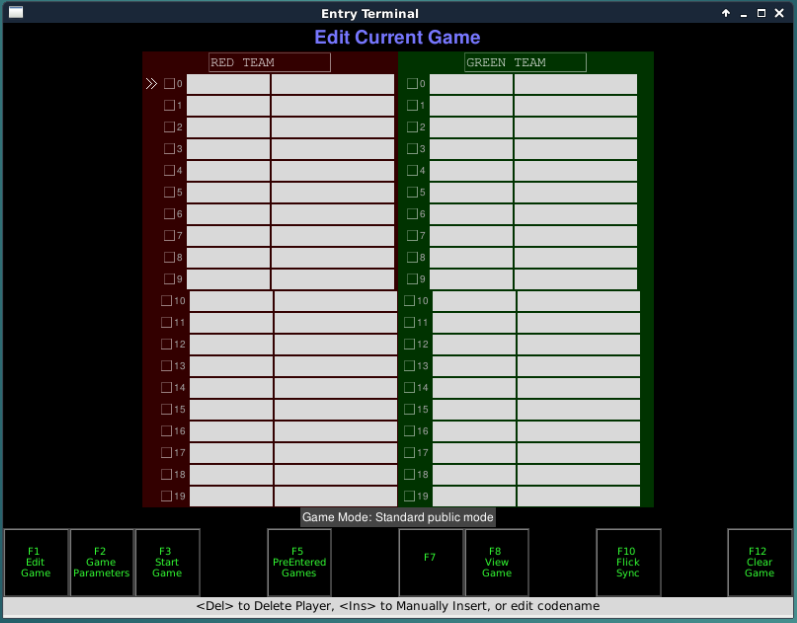 Entry Terminal
Edit Current Game
RED TEAM GREEN TEAM
0 0
1 1
2 2
3 3
4 4
5 5
6 6
7 7
8 8
9 9
10 10
11 11
12 12
13 13
14 14
15 15
16 16
17 17
18 18
19 19
Game Mode: Standard public mode
F1
Edit
Game
F2
Game
Parameters
F3
Start
Game
F5
PreEntered
Games
F7
F8
View
Game
F10
Flick
Sync
F12
Clear
Game
<Del> to Delete Player, <Ins> to Manually Insert, or edit codename